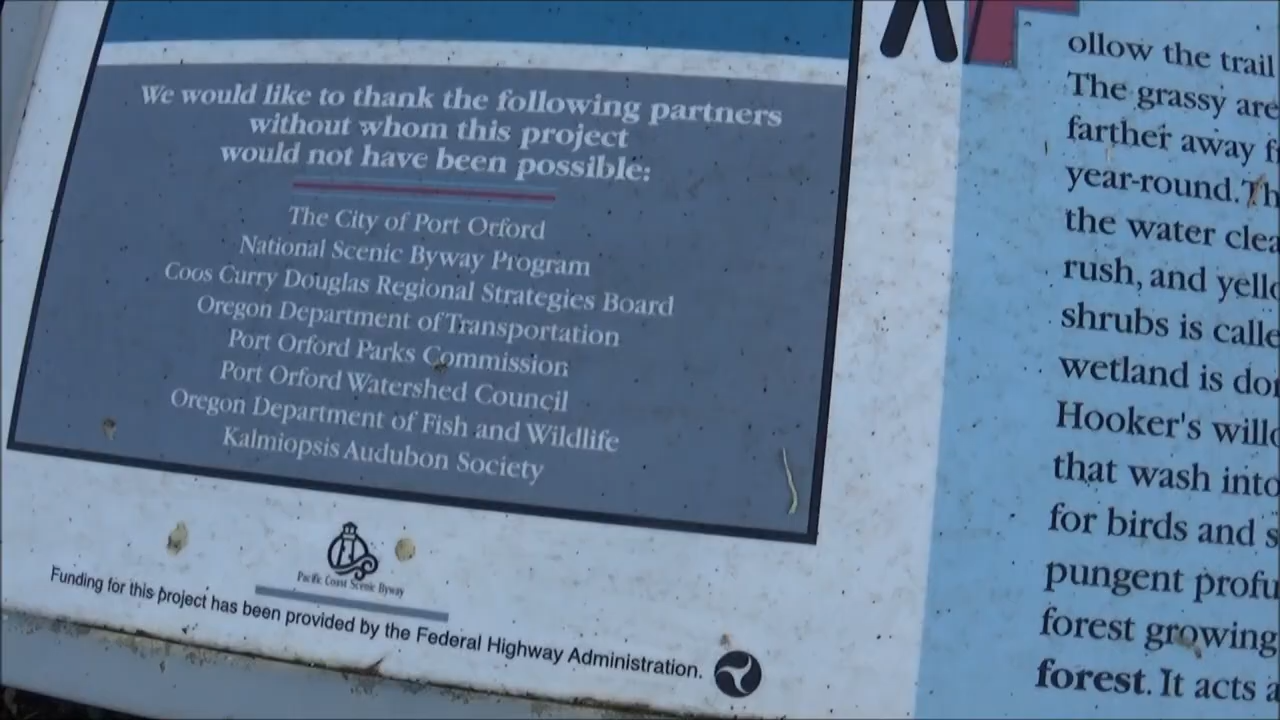 We would like to thank the following partners
without whom this project
would not have been possible:
The City of Port Orford
National Scenic Byway Program
Coos Curry Douglas Regional Strategies Board
Oregon Department of Transportation
Port Orford Parks Commission
Port Orford Watershed Council
Oregon Department of Fish and Wildlife
Kalmiopsis Audubon Society
Pacific Coast Scenic Byway
Funding for this project has been provided by the Federal Highway Administration.
ollow the trail
The grassy are
farther away f
year-round. Th
the water clea
rush, and yello
shrubs is calle
wetland is do
Hooker's willo
that wash into
for birds and s
pungent profu
forest growing
forest. It acts a